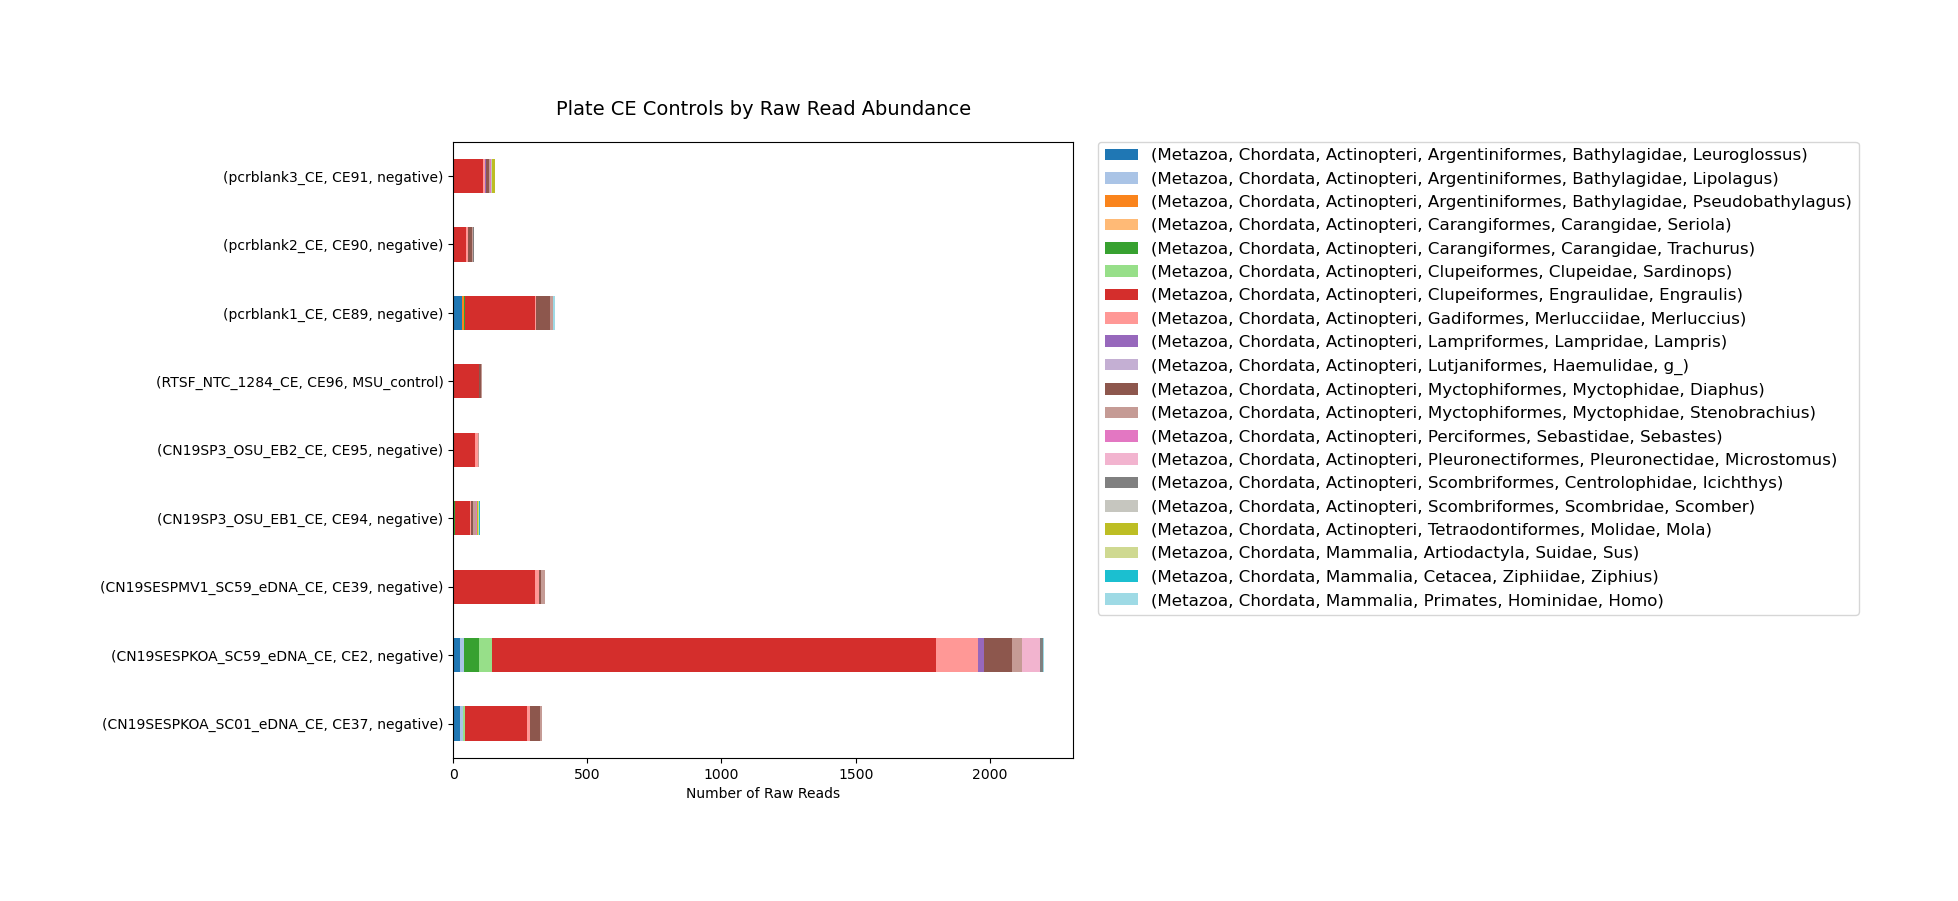 Plate CE Controls by Raw Read Abundance
(pcrblank3_CE, CE91, negative)
(pcrblank2_CE, CE90, negative)
(pcrblank1_CE, CE89, negative)
(RTSF_NTC_1284_CE, CE96, MSU_control)
(CN19SP3_OSU_EB2_CE, CE95, negative)
(CN19SP3_OSU_EB1_CE, CE94, negative)
(CN19SESPMV1_SC59_eDNA_CE, CE39, negative)
(CN19SESPKOA_SC59_eDNA_CE, CE2, negative)
(CN19SESPKOA_SC01_eDNA_CE, CE37, negative)
0 500 1000 1500 2000
Number of Raw Reads
(Metazoa, Chordata, Actinopteri, Argentiniformes, Bathylagidae, Leuroglossus)
(Metazoa, Chordata, Actinopteri, Argentiniformes, Bathylagidae, Lipolagus)
(Metazoa, Chordata, Actinopteri, Argentiniformes, Bathylagidae, Pseudobathylagus)
(Metazoa, Chordata, Actinopteri, Carangiformes, Carangidae, Seriola)
(Metazoa, Chordata, Actinopteri, Carangiformes, Carangidae, Trachurus)
(Metazoa, Chordata, Actinopteri, Clupeiformes, Clupeidae, Sardinops)
(Metazoa, Chordata, Actinopteri, Clupeiformes, Engraulidae, Engraulis)
(Metazoa, Chordata, Actinopteri, Gadiformes, Merlucciidae, Merluccius)
(Metazoa, Chordata, Actinopteri, Lampriformes, Lampridae, Lampris)
(Metazoa, Chordata, Actinopteri, Lutjaniformes, Haemulidae, g_)
(Metazoa, Chordata, Actinopteri, Myctophiformes, Myctophidae, Diaphus)
(Metazoa, Chordata, Actinopteri, Myctophiformes, Myctophidae, Stenobrachius)
(Metazoa, Chordata, Actinopteri, Perciformes, Sebastidae, Sebastes)
(Metazoa, Chordata, Actinopteri, Pleuronectiformes, Pleuronectidae, Microstomus)
(Metazoa, Chordata, Actinopteri, Scombriformes, Centrolophidae, Icichthys)
(Metazoa, Chordata, Actinopteri, Scombriformes, Scombridae, Scomber)
(Metazoa, Chordata, Actinopteri, Tetraodontiformes, Molidae, Mola)
(Metazoa, Chordata, Mammalia, Artiodactyla, Suidae, Sus)
(Metazoa, Chordata, Mammalia, Cetacea, Ziphiidae, Ziphius)
(Metazoa, Chordata, Mammalia, Primates, Hominidae, Homo)